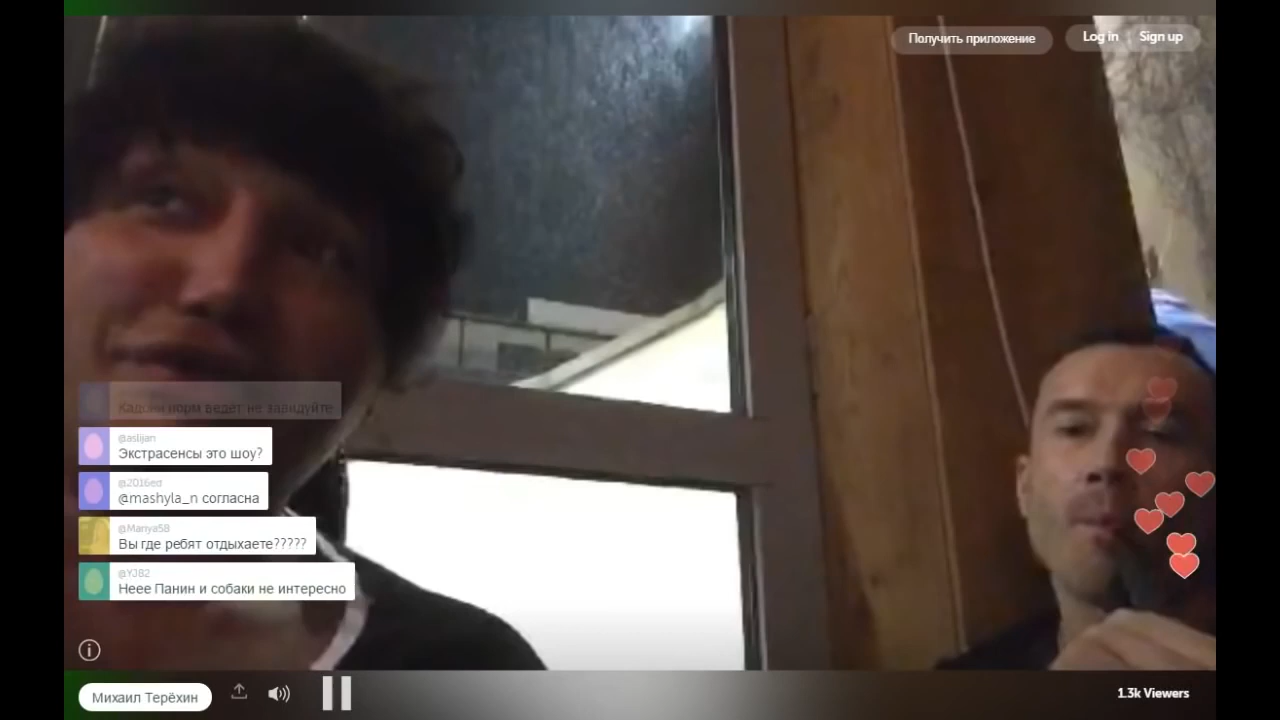 Получить приложение
Log in
Sign up
Кадони норм ведет не завидуйте
@aslijan
Экстрасенсы это шоу?
@2016ed
@mashyla_n согласна
@Manya58
Вы где ребят отдыхаете?????
@YJ82
Неее Панин и собаки не интересно
Михаил Терёхин
1.3k Viewers